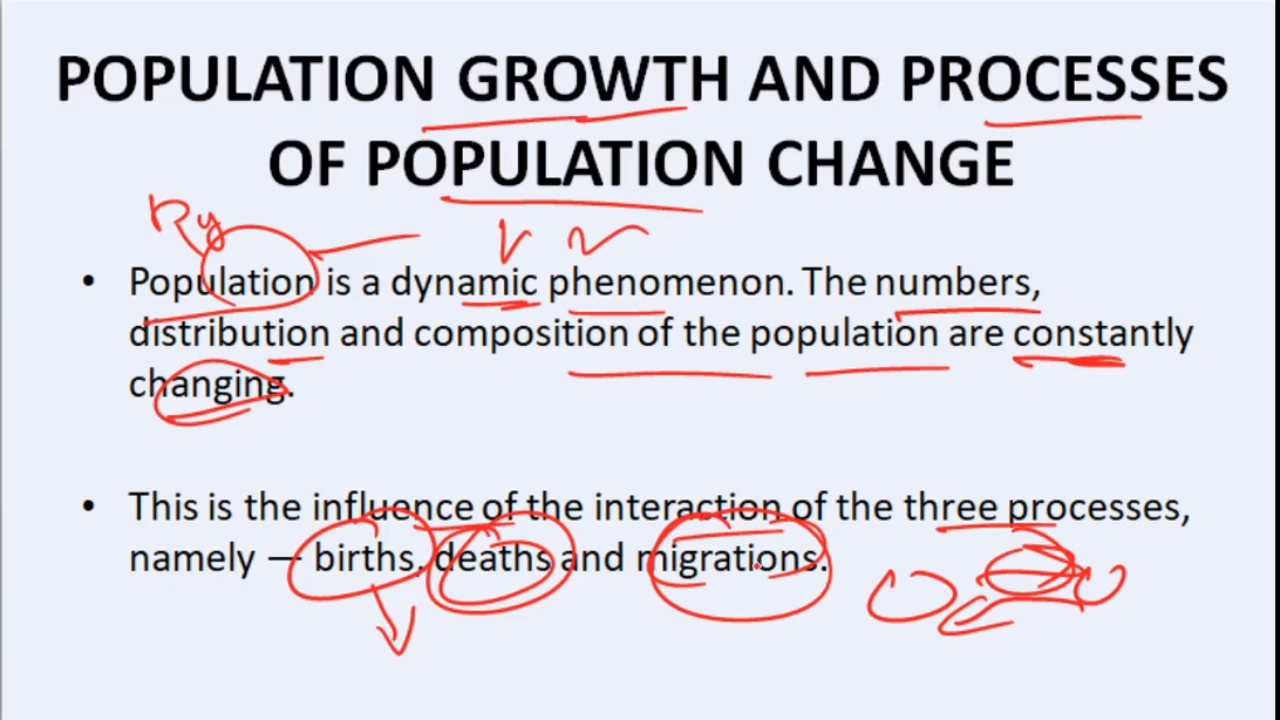 POPULATION GROWTH AND PROCESSES
OF POPULATION CHANGE
• Population is a dynamic phenomenon. The numbers,
distribution and composition of the population are constantly
changing.
• This is the influence of the interaction of the three processes,
namely — births, deaths and migrations.